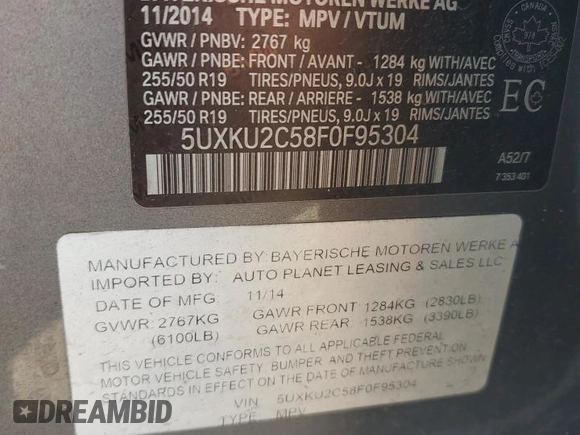 BAYERISCHE MOTOREN WERKE AG
11/2014 TYPE: MPV / VTUM
GVWR / PNBV: 2767 kg
GAWR / PNBE: FRONT / AVANT - 1284 kg WITH/AVEC
255/50 R19 TIRES/PNEUS, 9.0J x 19 RIMS/JANTES
GAWR / PNBE: REAR / ARRIERE - 1538 kg WITH/AVEC
255/50 R19 TIRES/PNEUS, 9.0J x 19 RIMS/JANTES
5UXKU2C58F0F95304
CANADA
978
EC
A52/7
7 353 401
MANUFACTURED BY: BAYERISCHE MOTOREN WERKE A
IMPORTED BY: AUTO PLANET LEASING & SALES LLC
DATE OF MFG 11/14
GVWR: 2767KG GAWR FRONT 1284KG (2830LB)
(6100LB) GAWR REAR 1538KG (3390LB)
THIS VEHICLE CONFORMS TO ALL APPLICABLE FEDERAL
MOTOR VEHICLE SAFETY, BUMPER, AND THEFT PREVENTION
STANDARDS IN EFFECT ON THE DATE OF MANUFACTURE SHOWN
VIN: 5UXKU2C58F0F95304
TYPE: MPV
DREAMBID